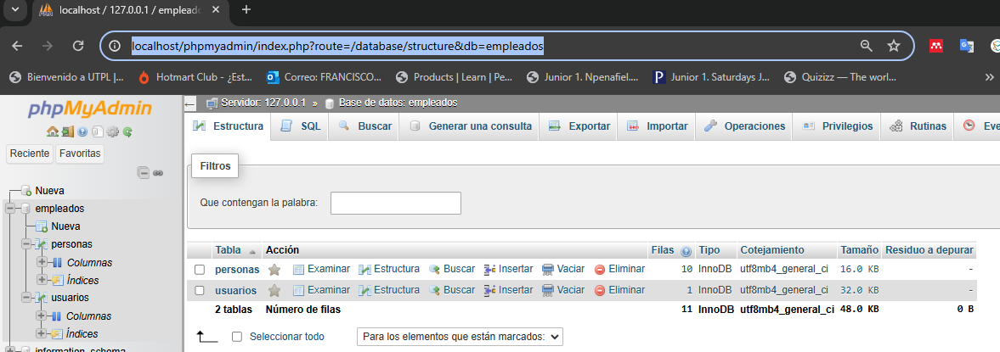 localhost / 127.0.0.1 / emplead
localhost/phpmyadmin/index.php?route=/database/structure&db=empleados
Bienvenido a UTPL |... Hotmart Club - ¿Est... Correo: FRANCISCO... Products | Learn | Pe... Junior 1. Npenafiel.... Junior 1. Saturdays J... Quizizz — The worl...
phpMyAdmin
Reciente Favoritas
Nueva
empleados
Nueva
personas
Columnas
Índices
usuarios
Columnas
Índices
information_schema
Servidor: 127.0.0.1 » Base de datos: empleados
Estructura SQL Buscar Generar una consulta Exportar Importar Operaciones Privilegios Rutinas Eve
Filtros
Que contengan la palabra:
Tabla Acción Filas Tipo Cotejamiento Tamaño Residuo a depurar
personas Examinar Estructura Buscar Insertar Vaciar Eliminar 10 InnoDB utf8mb4_general_ci 16.0 KB -
usuarios Examinar Estructura Buscar Insertar Vaciar Eliminar 1 InnoDB utf8mb4_general_ci 32.0 KB -
2 tablas Número de filas 11 InnoDB utf8mb4_general_ci 48.0 KB 0 B
Seleccionar todo Para los elementos que están marcados: